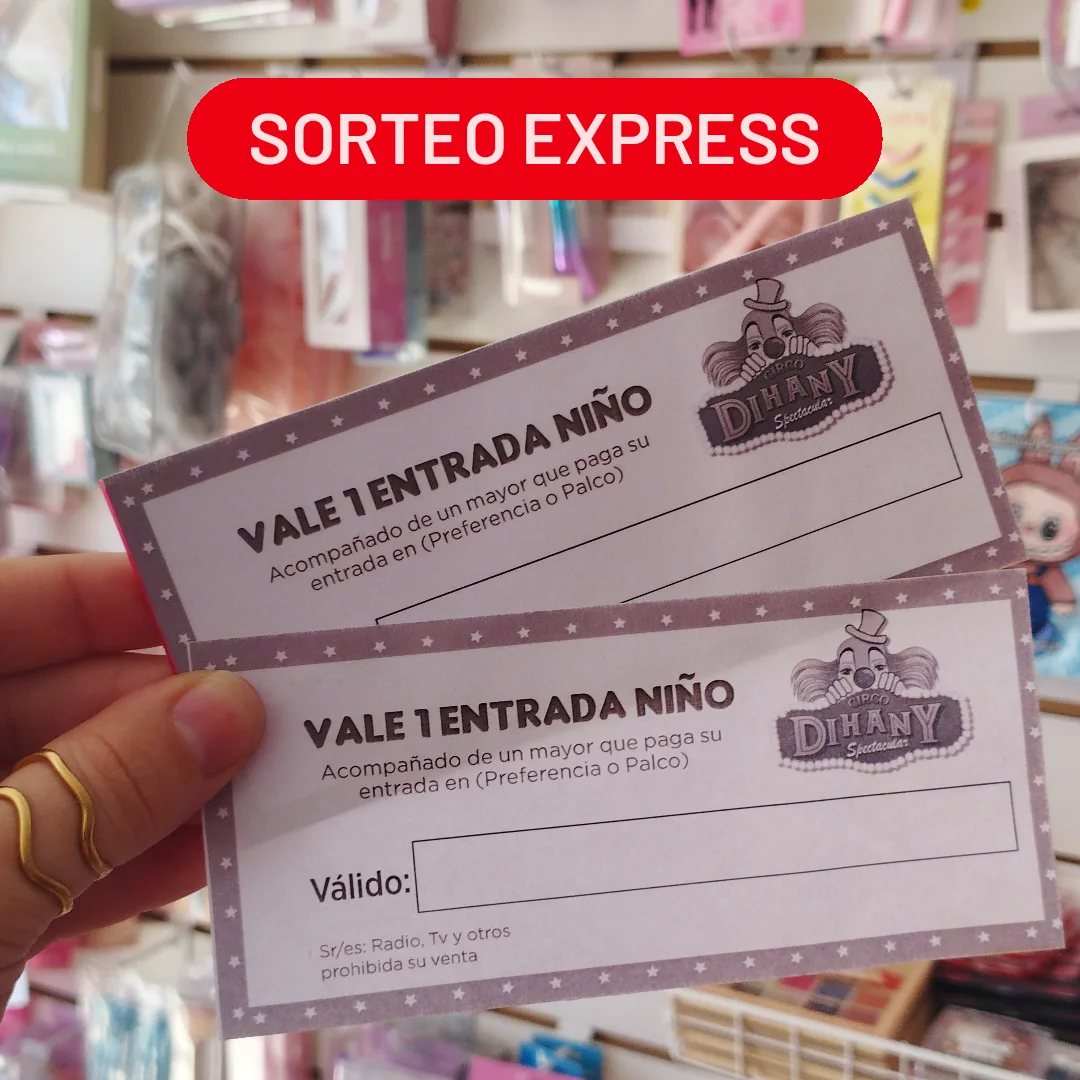 SORTEO EXPRESS
CIRCO
DIHANY
Spectacular
VALE 1 ENTRADA NIÑO
Acompañado de un mayor que paga su
entrada en (Preferencia o Palco)
CIRCO
DIHANY
Spectacular
VALE 1 ENTRADA NIÑO
Acompañado de un mayor que paga su
entrada en (Preferencia o Palco)
Válido:
Sr/es: Radio, Tv y otros
prohibida su venta